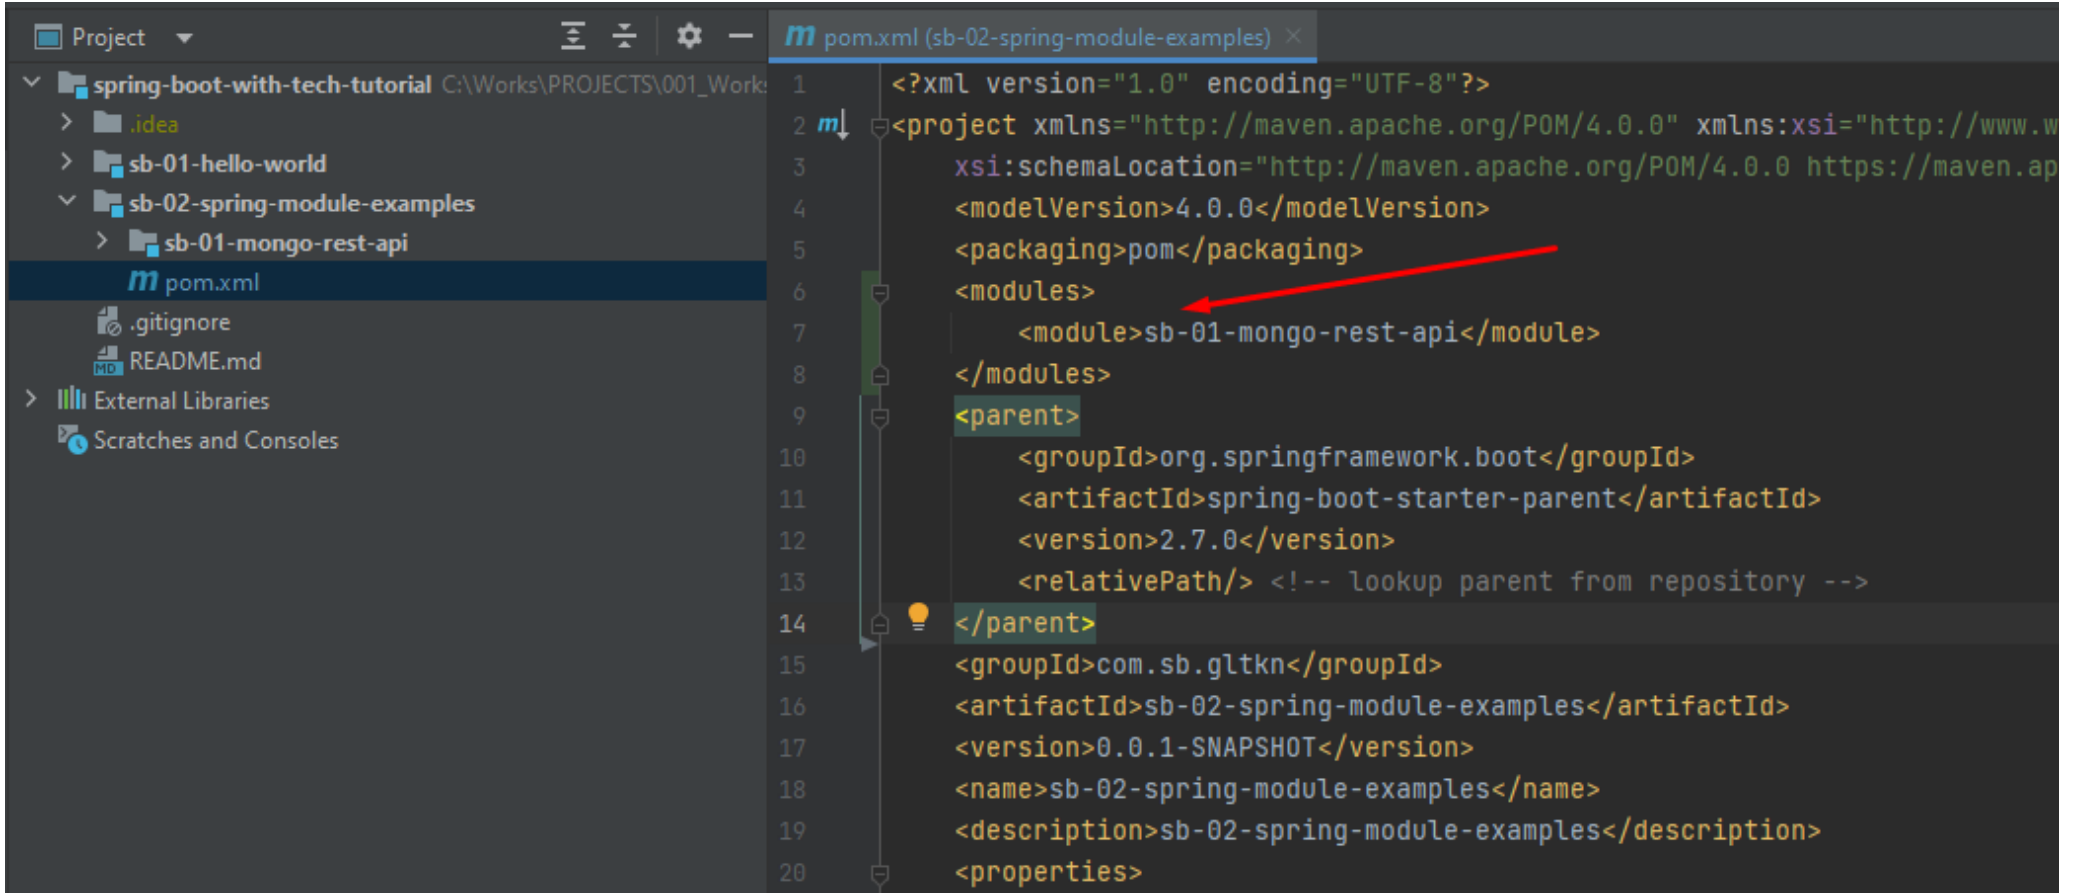 Project
spring-boot-with-tech-tutorial C:\Works\PROJECTS\001_Works
.idea
sb-01-hello-world
sb-02-spring-module-examples
sb-01-mongo-rest-api
m pom.xml
.gitignore
MD README.md
External Libraries
Scratches and Consoles
m pom.xml (sb-02-spring-module-examples)
1 <?xml version="1.0" encoding="UTF-8"?>
2 m <project xmlns="http://maven.apache.org/POM/4.0.0" xmlns:xsi="http://www.w
3 xsi:schemaLocation="http://maven.apache.org/POM/4.0.0 https://maven.ap
4 <modelVersion>4.0.0</modelVersion>
5 <packaging>pom</packaging>
6 <modules>
7 <module>sb-01-mongo-rest-api</module>
8 </modules>
9 <parent>
10 <groupId>org.springframework.boot</groupId>
11 <artifactId>spring-boot-starter-parent</artifactId>
12 <version>2.7.0</version>
13 <relativePath/> <!-- lookup parent from repository -->
14 </parent>
15 <groupId>com.sb.gltkn</groupId>
16 <artifactId>sb-02-spring-module-examples</artifactId>
17 <version>0.0.1-SNAPSHOT</version>
18 <name>sb-02-spring-module-examples</name>
19 <description>sb-02-spring-module-examples</description>
20 <properties>